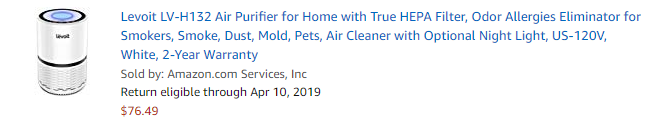 Levoit
Levoit LV-H132 Air Purifier for Home with True HEPA Filter, Odor Allergies Eliminator for
Smokers, Smoke, Dust, Mold, Pets, Air Cleaner with Optional Night Light, US-120V,
White, 2-Year Warranty
Sold by: Amazon.com Services, Inc
Return eligible through Apr 10, 2019
$76.49